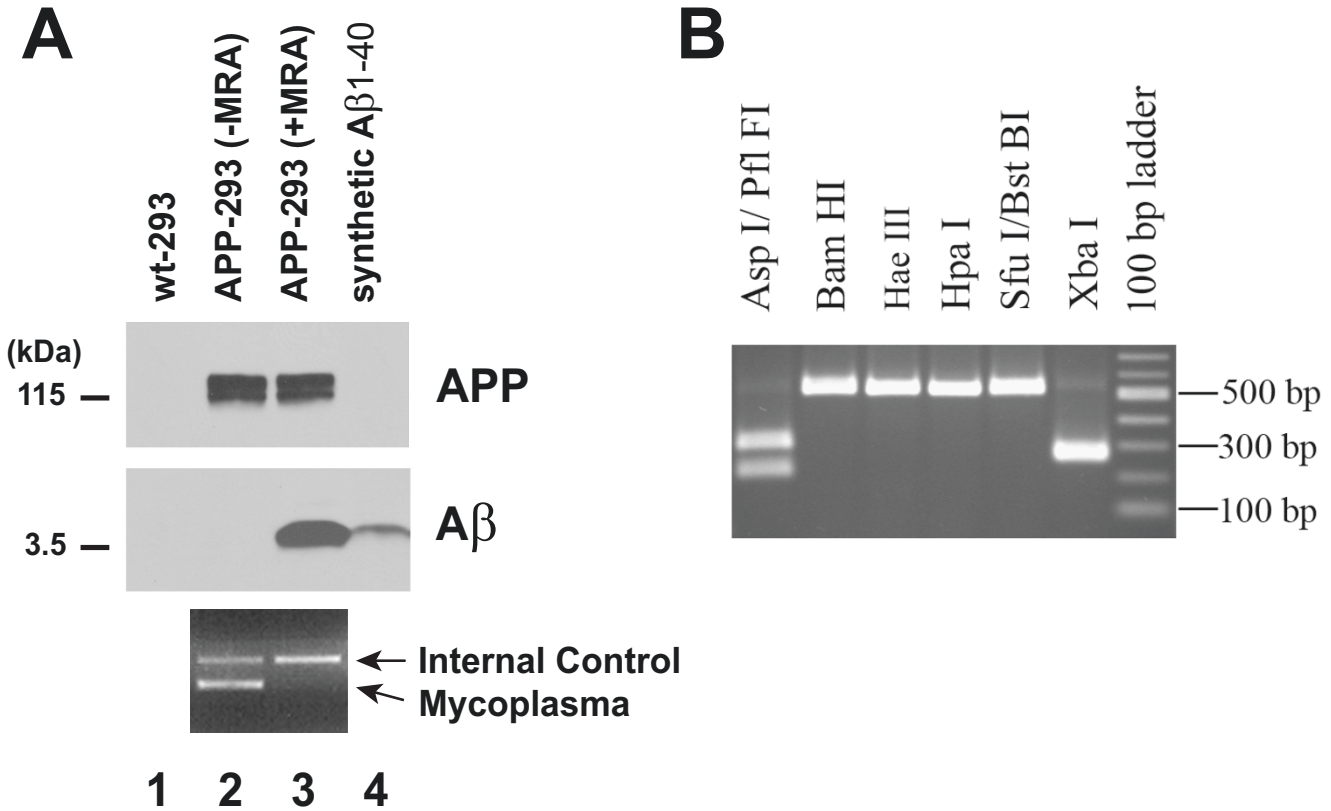 A
wt-293
APP-293 (-MRA)
APP-293 (+MRA)
synthetic Aβ1-40
(kDa)
115
APP
3.5
Aβ
Internal Control
Mycoplasma
1 2 3 4
B
Asp I/ Pfl FI
Bam HI
Hae III
Hpa I
Sfu I/Bst BI
Xba I
100 bp ladder
500 bp
300 bp
100 bp